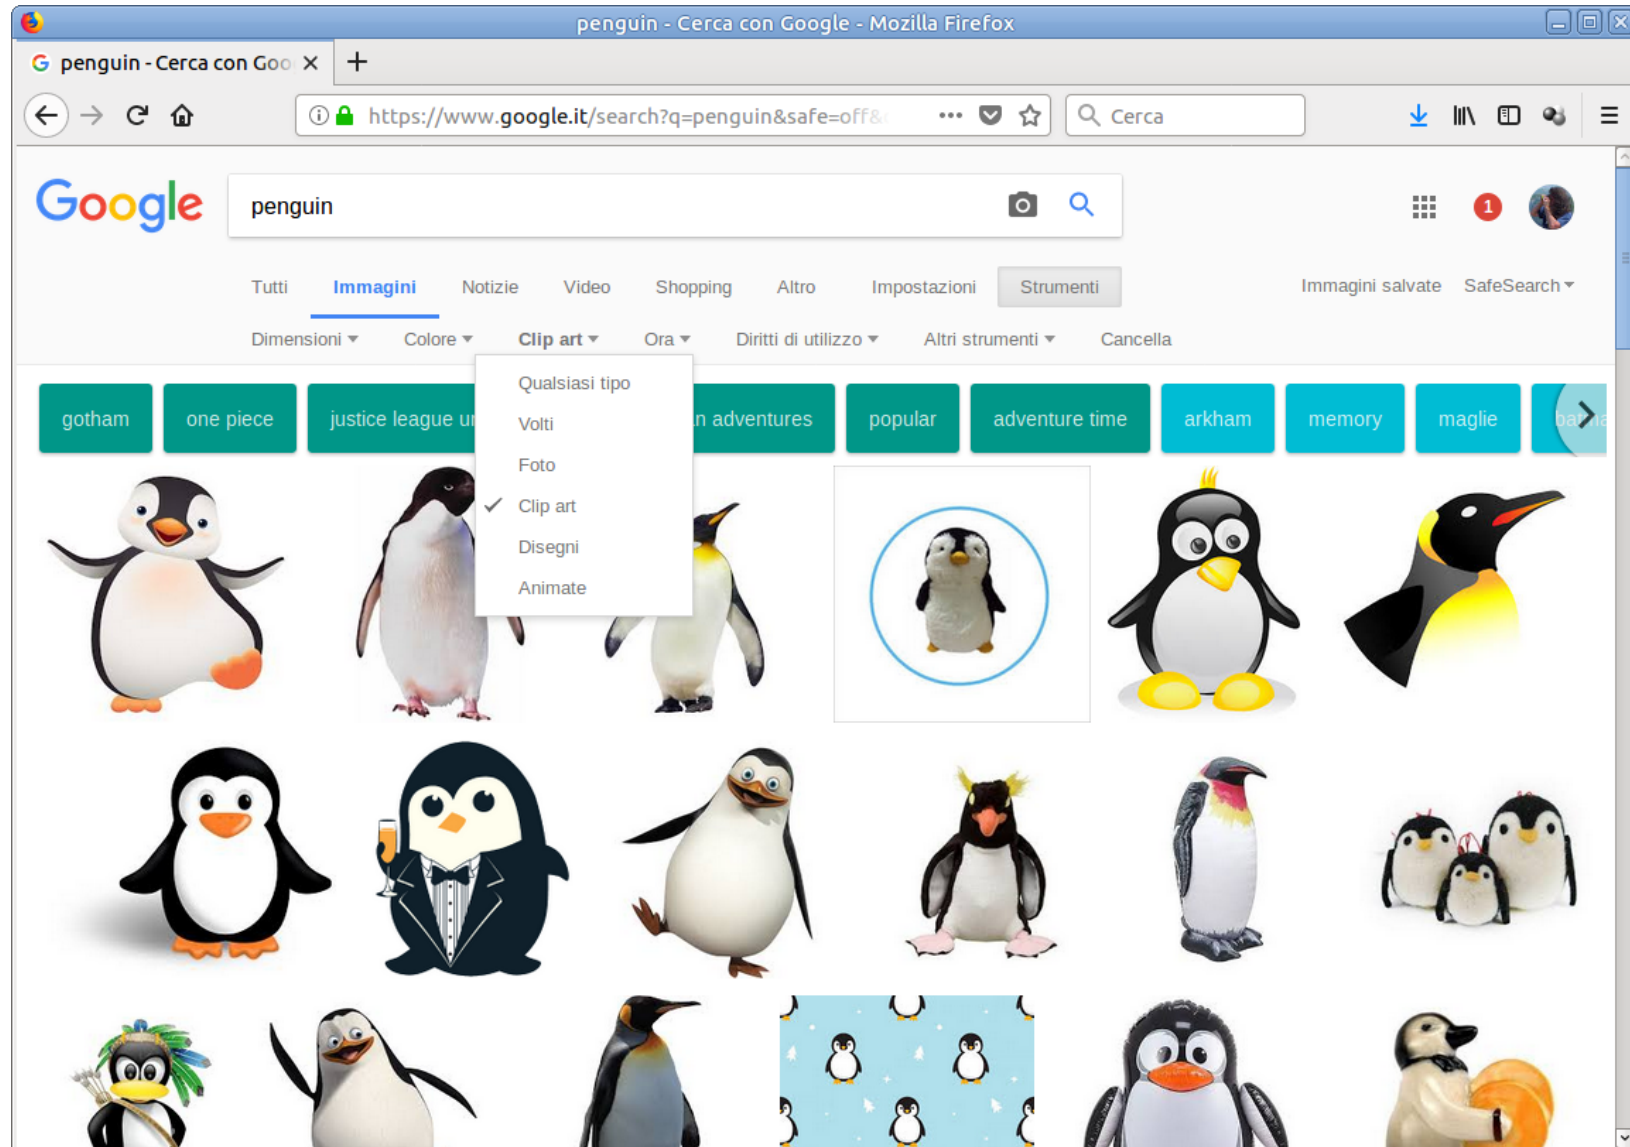 penguin - Cerca con Google - Mozilla Firefox
penguin - Cerca con Goo
https://www.google.it/search?q=penguin&safe=off&
Cerca
Google
penguin
1
Tutti Immagini Notizie Video Shopping Altro Impostazioni Strumenti Immagini salvate SafeSearch
Dimensioni Colore Clip art Ora Diritti di utilizzo Altri strumenti Cancella
Qualsiasi tipo
Volti
Foto
Clip art
Disegni
Animate
gotham one piece justice league adventures popular adventure time arkham memory maglie